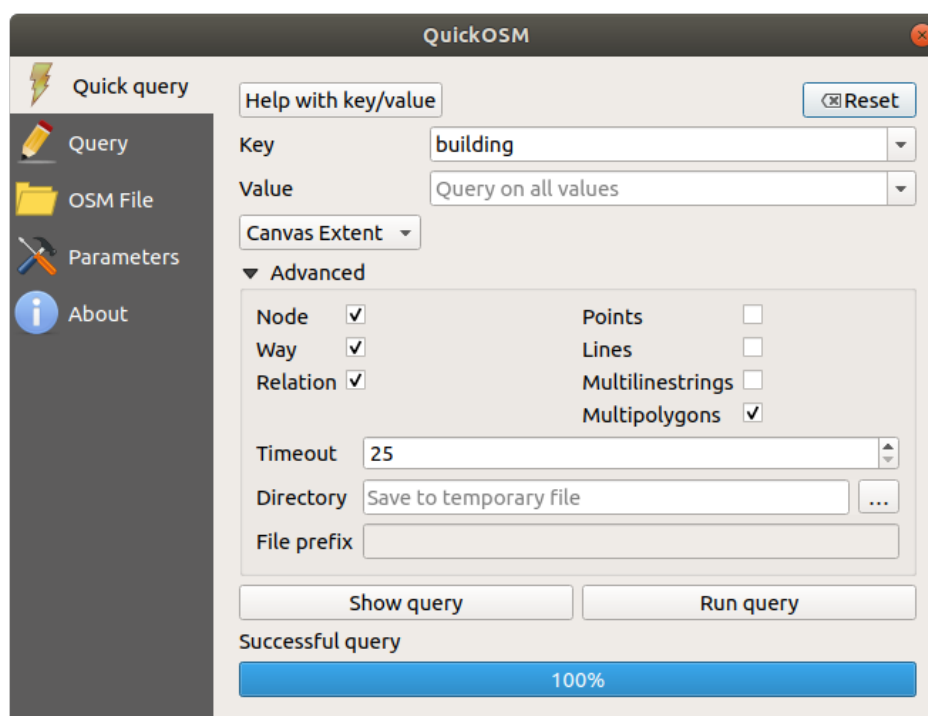 QuickOSM
Quick query
Query
OSM File
Parameters
About
Help with key/value
Reset
Key building
Value Query on all values
Canvas Extent
Advanced
Node Points
Way Lines
Relation Multilinestrings
Multipolygons
Timeout 25
Directory Save to temporary file ...
File prefix
Show query Run query
Successful query
100%